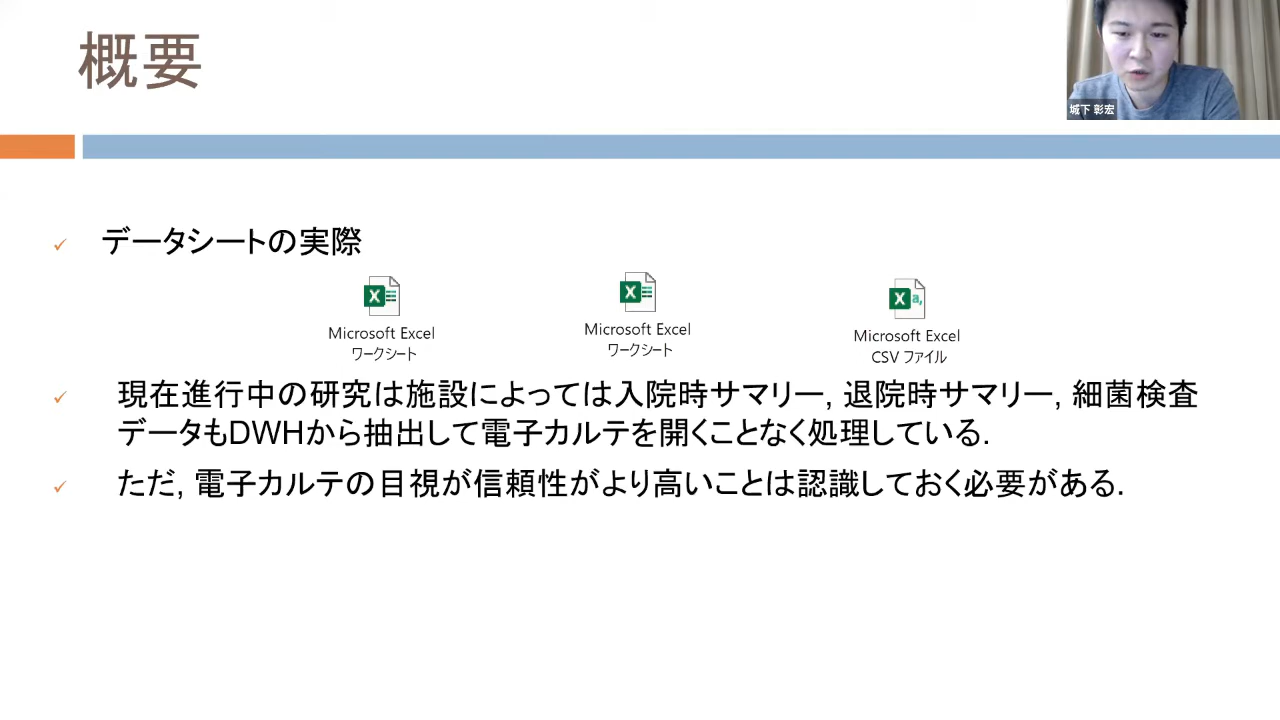 概要
城下 彰宏
データシートの実際
Microsoft Excel
ワークシート
Microsoft Excel
ワークシート
a,
Microsoft Excel
CSV ファイル
現在進行中の研究は施設によっては入院時サマリー, 退院時サマリー, 細菌検査
データもDWHから抽出して電子カルテを開くことなく処理している.
ただ, 電子カルテの目視が信頼性がより高いことは認識しておく必要がある.